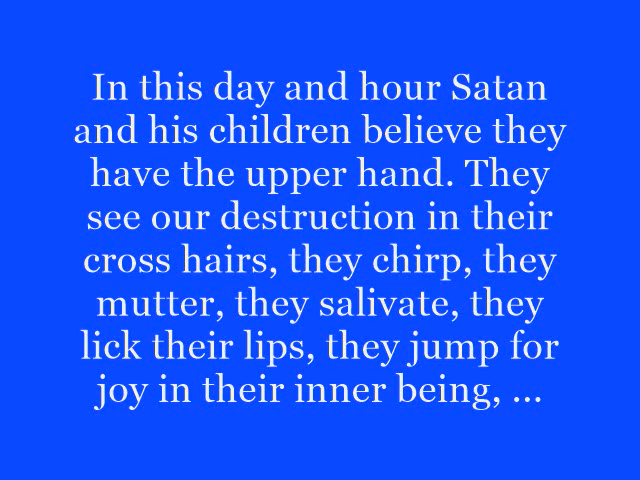 In this day and hour Satan
and his children believe they
have the upper hand. They
see our destruction in their
cross hairs, they chirp, they
mutter, they salivate, they
lick their lips, they jump for
joy in their inner being, ...